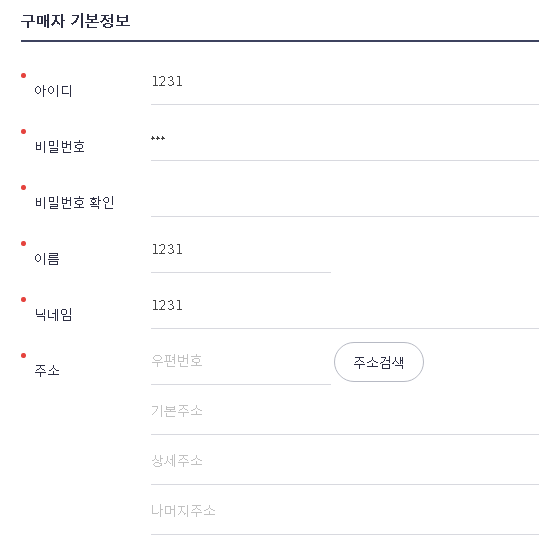 구매자 기본정보
아이디 1231
비밀번호 ***
비밀번호 확인
이름 1231
닉네임 1231
주소 우편번호 주소검색
기본주소
상세주소
나머지주소